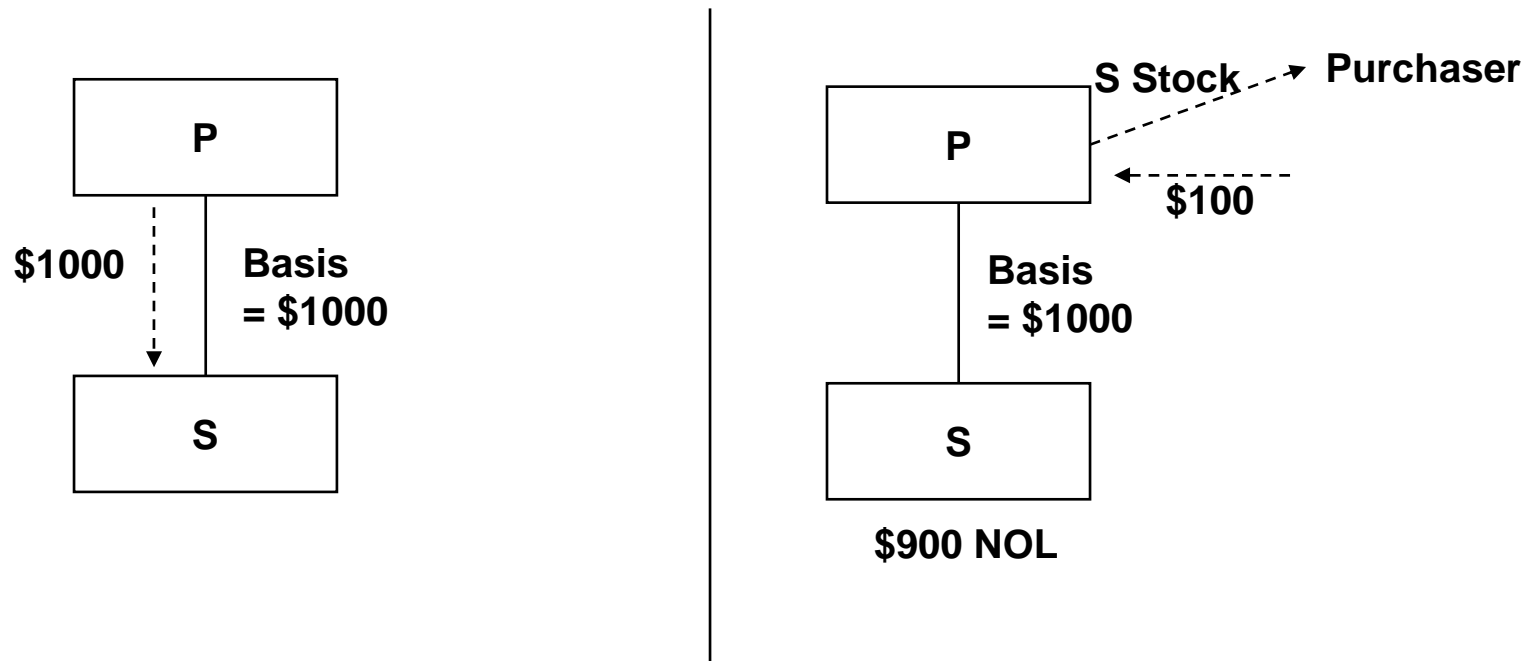 P
$1000
Basis
= $1000
S
S Stock
Purchaser
P
$100
Basis
= $1000
S
$900 NOL